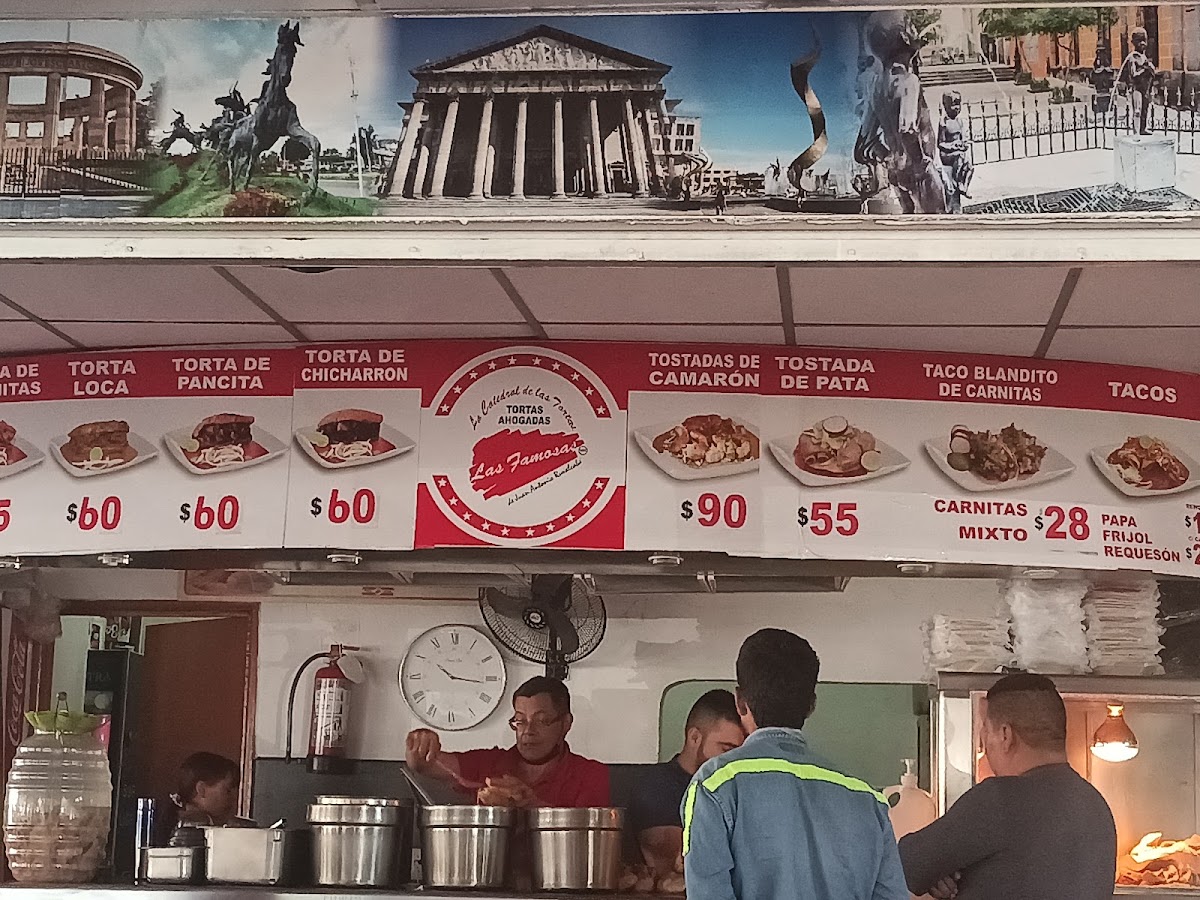 TORTA
LOCA
$60
TORTA DE
PANCITA
$60
TORTA DE
CHICHARRON
$60
La Catedral de las Tortas
TORTAS
AHOGADAS
Las Famosas
TOSTADAS DE
CAMARÓN
$90
TOSTADA
DE PATA
$55
TACO BLANDITO
DE CARNITAS
CARNITAS
MIXTO
$28
TACOS
PAPA
FRIJOL
REQUESÓN